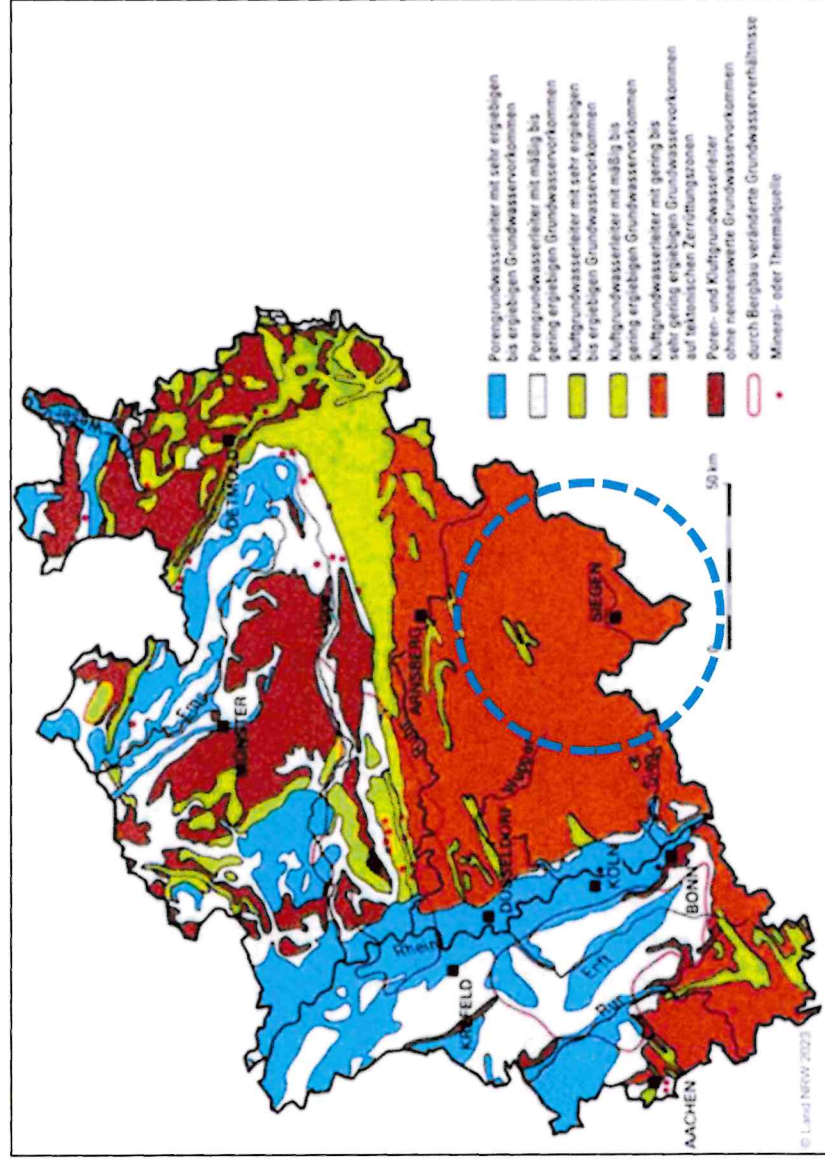 Ems
MÜNSTER
DETMOLD
Rhein
KREFELD
DÜSSELDORF
Ruhr
ARNSBERG
Wupper
Erft
KÖLN
Rur
BONN
Sieg
SIEGEN
AACHEN
0 50 km
Porengrundwasserleiter mit sehr ergiebigen
bis ergiebigen Grundwasservorkommen
Porengrundwasserleiter mit mäßig bis
gering ergiebigen Grundwasservorkommen
Kluftgrundwasserleiter mit sehr ergiebigen
bis ergiebigen Grundwasservorkommen
Kluftgrundwasserleiter mit mäßig bis
gering ergiebigen Grundwasservorkommen
Kluftgrundwasserleiter mit gering bis
sehr gering ergiebigen Grundwasservorkommen
auf tektonischen Zerrüttungszonen
Poren- und Kluftgrundwasserleiter
ohne nennenswerte Grundwasservorkommen
durch Bergbau veränderte Grundwasserverhältnisse
Mineral- oder Thermalquelle
© Land NRW 2023